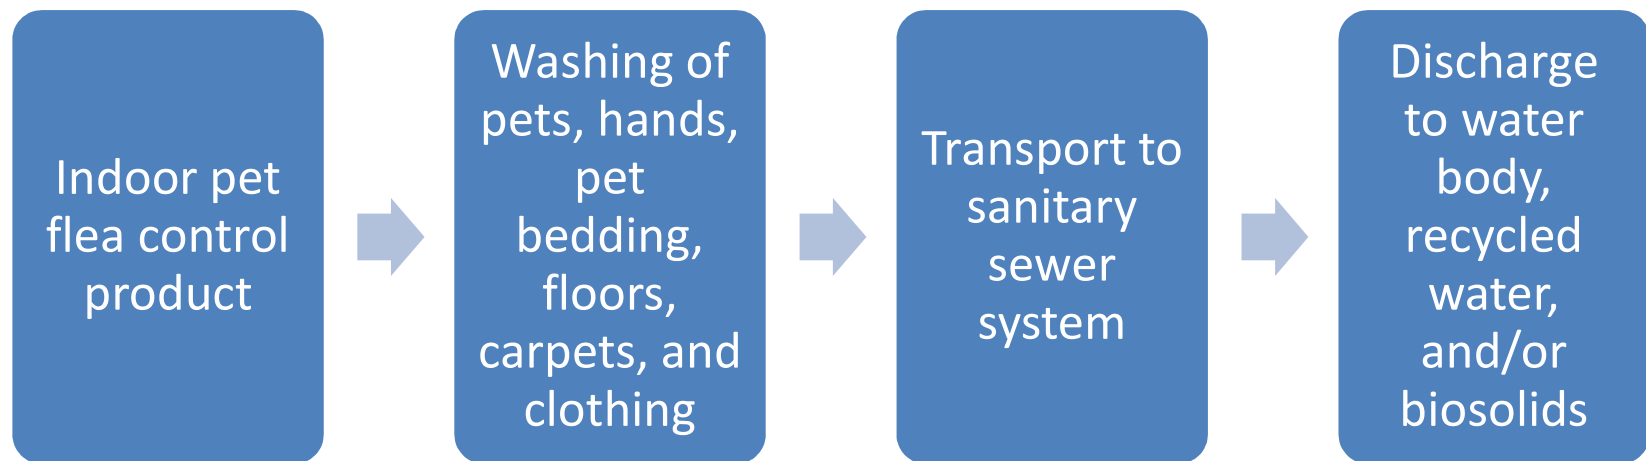 Indoor pet
flea control
product
Washing of
pets, hands,
pet
bedding,
floors,
carpets, and
clothing
Transport to
sanitary
sewer
system
Discharge
to water
body,
recycled
water,
and/or
biosolids